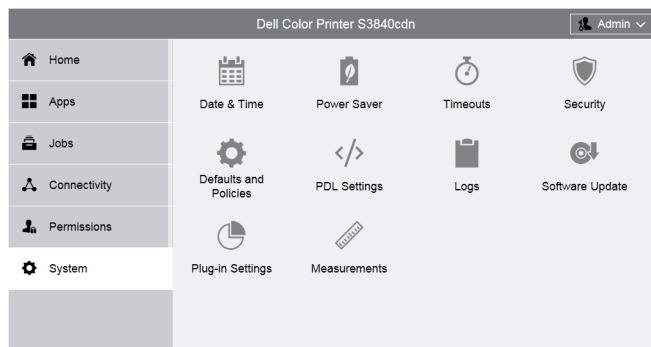 Dell Color Printer S3840cdn
Admin
Home
Apps
Jobs
Connectivity
Permissions
System
Date & Time
Power Saver
Timeouts
Security
Defaults and
Policies
PDL Settings
Logs
Software Update
Plug-in Settings
Measurements